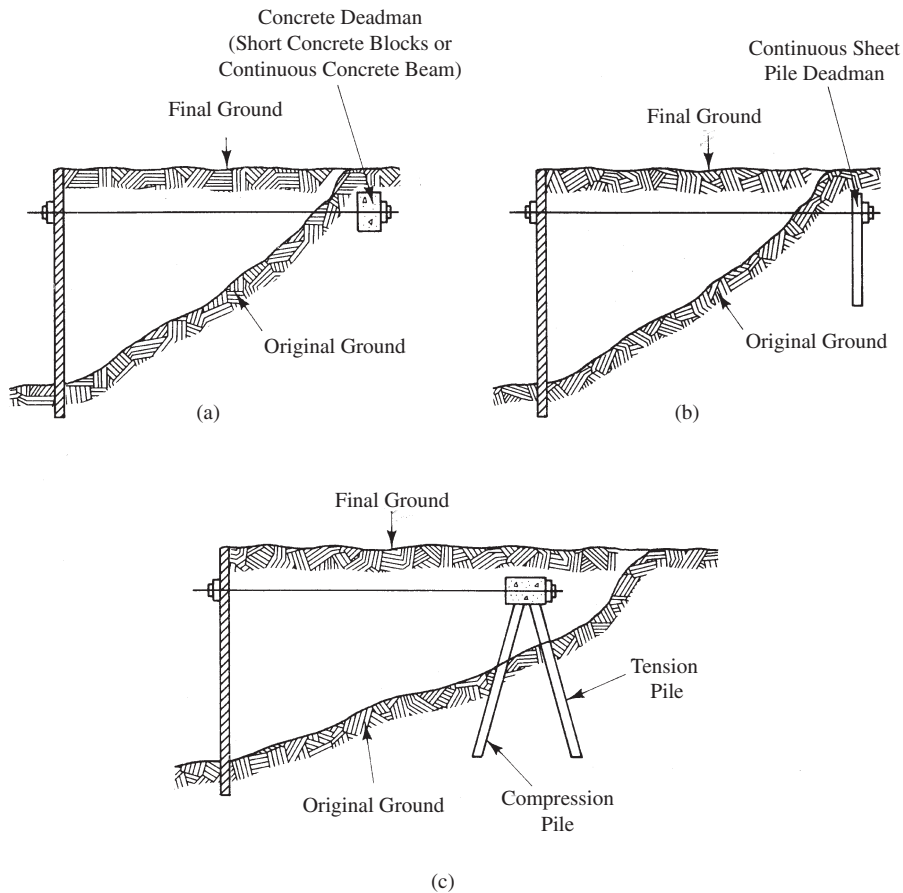 Concrete Deadman
(Short Concrete Blocks or
Continuous Concrete Beam)
Final Ground
Original Ground
(a)
Continuous Sheet
Pile Deadman
Final Ground
Original Ground
(b)
Final Ground
Tension
Pile
Original Ground
Compression
Pile
(c)